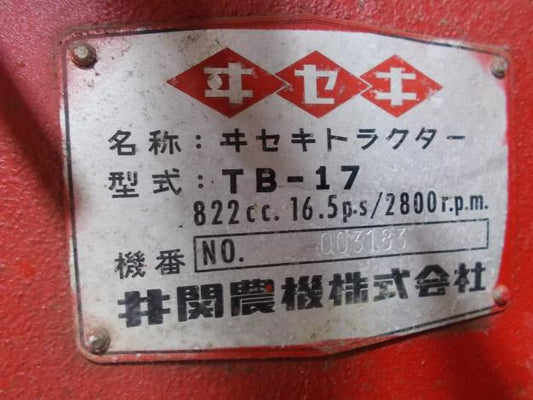 ヰセキ
名称：ヰセキトラクター
型式：TB-17
822cc. 16.5p.s/2800r.p.m.
機番 NO. 003183
井関農機株式会社